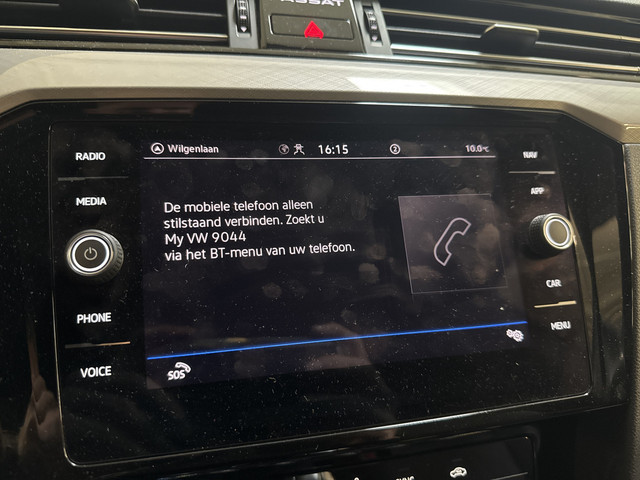 PASSAT
RADIO
MEDIA
PHONE
VOICE
Wilgenlaan
16:15
2
10.0°C
De mobiele telefoon alleen
stilstaand verbinden. Zoekt u
My VW 9044
via het BT-menu van uw telefoon.
SOS
NAV
APP
CAR
MENU